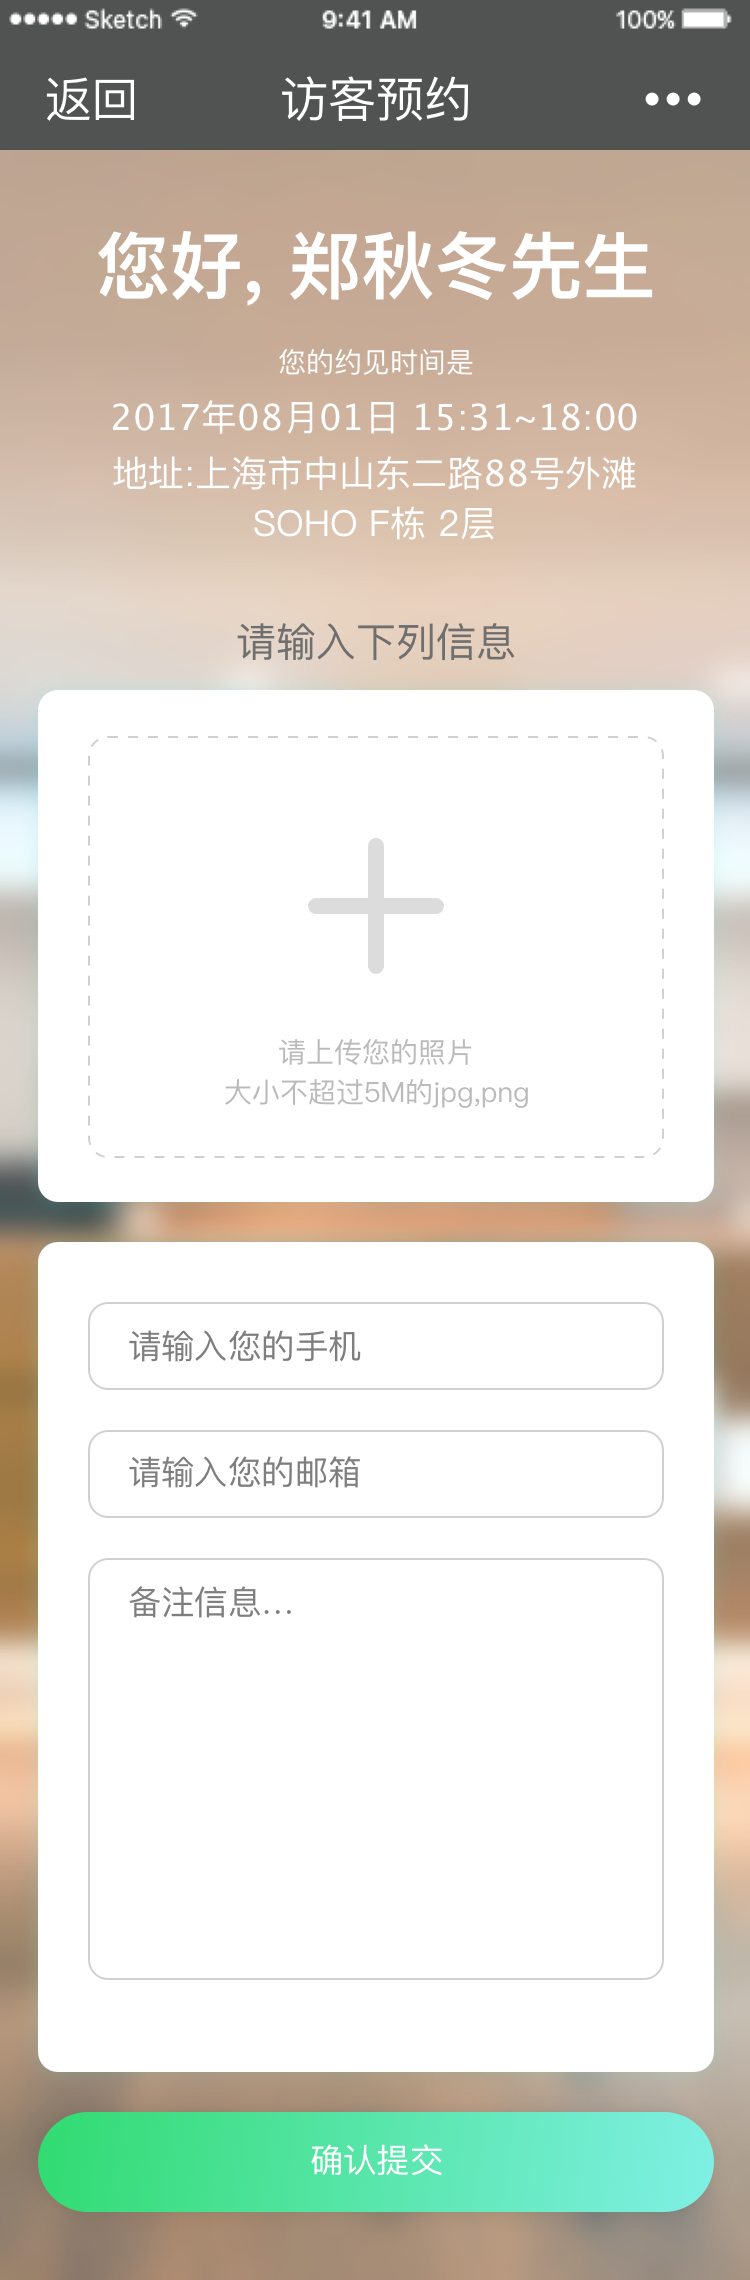 Sketch 9:41 AM 100%
返回 访客预约
您好, 郑秋冬先生
您的约见时间是
2017年08月01日 15:31~18:00
地址:上海市中山东二路88号外滩
SOHO F栋 2层
请输入下列信息
请上传您的照片
大小不超过5M的jpg,png
请输入您的手机
请输入您的邮箱
备注信息...
确认提交